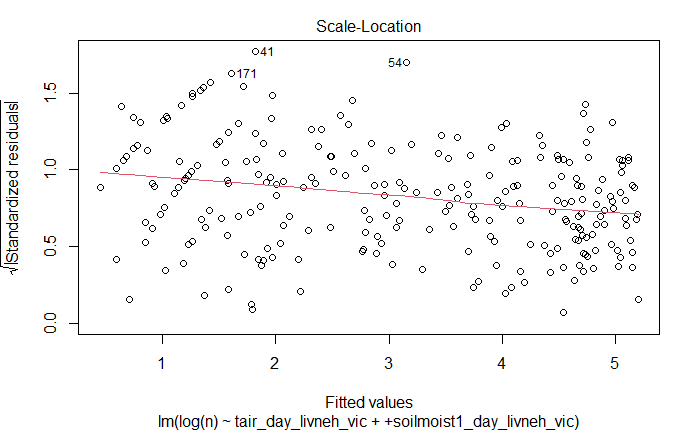 Scale-Location
√|Standardized residuals|
1.5
1.0
0.5
0.0
41
171
54
1 2 3 4 5
Fitted values
lm(log(n) ~ tair_day_livneh_vic + +soilmoist1_day_livneh_vic)